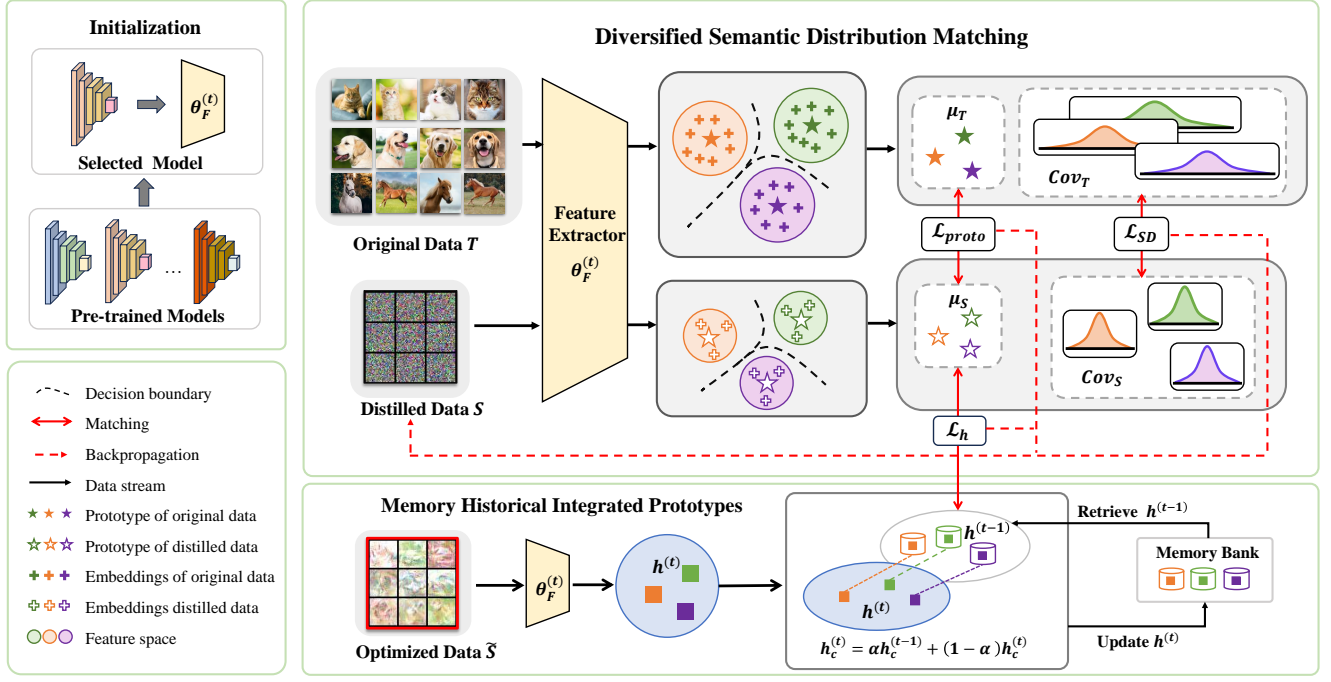 Initialization
θ_F^(t)
Selected Model
...
Pre-trained Models
Decision boundary
Matching
Backpropagation
Data stream
Prototype of original data
Prototype of distilled data
Embeddings of original data
Embeddings distilled data
Feature space
Diversified Semantic Distribution Matching
Original Data T
Distilled Data S
Feature
Extractor
θ_F^(t)
μ_T
Cov_T
ℒ_proto
ℒ_SD
μ_S
Cov_S
ℒ_h
Memory Historical Integrated Prototypes
Optimized Data S̃
θ_F^(t)
h^(t)
h^(t-1)
h^(t)
h_c^(t) = αh_c^(t-1) + (1 - α)h_c^(t)
Retrieve h^(t-1)
Memory Bank
Update h^(t)